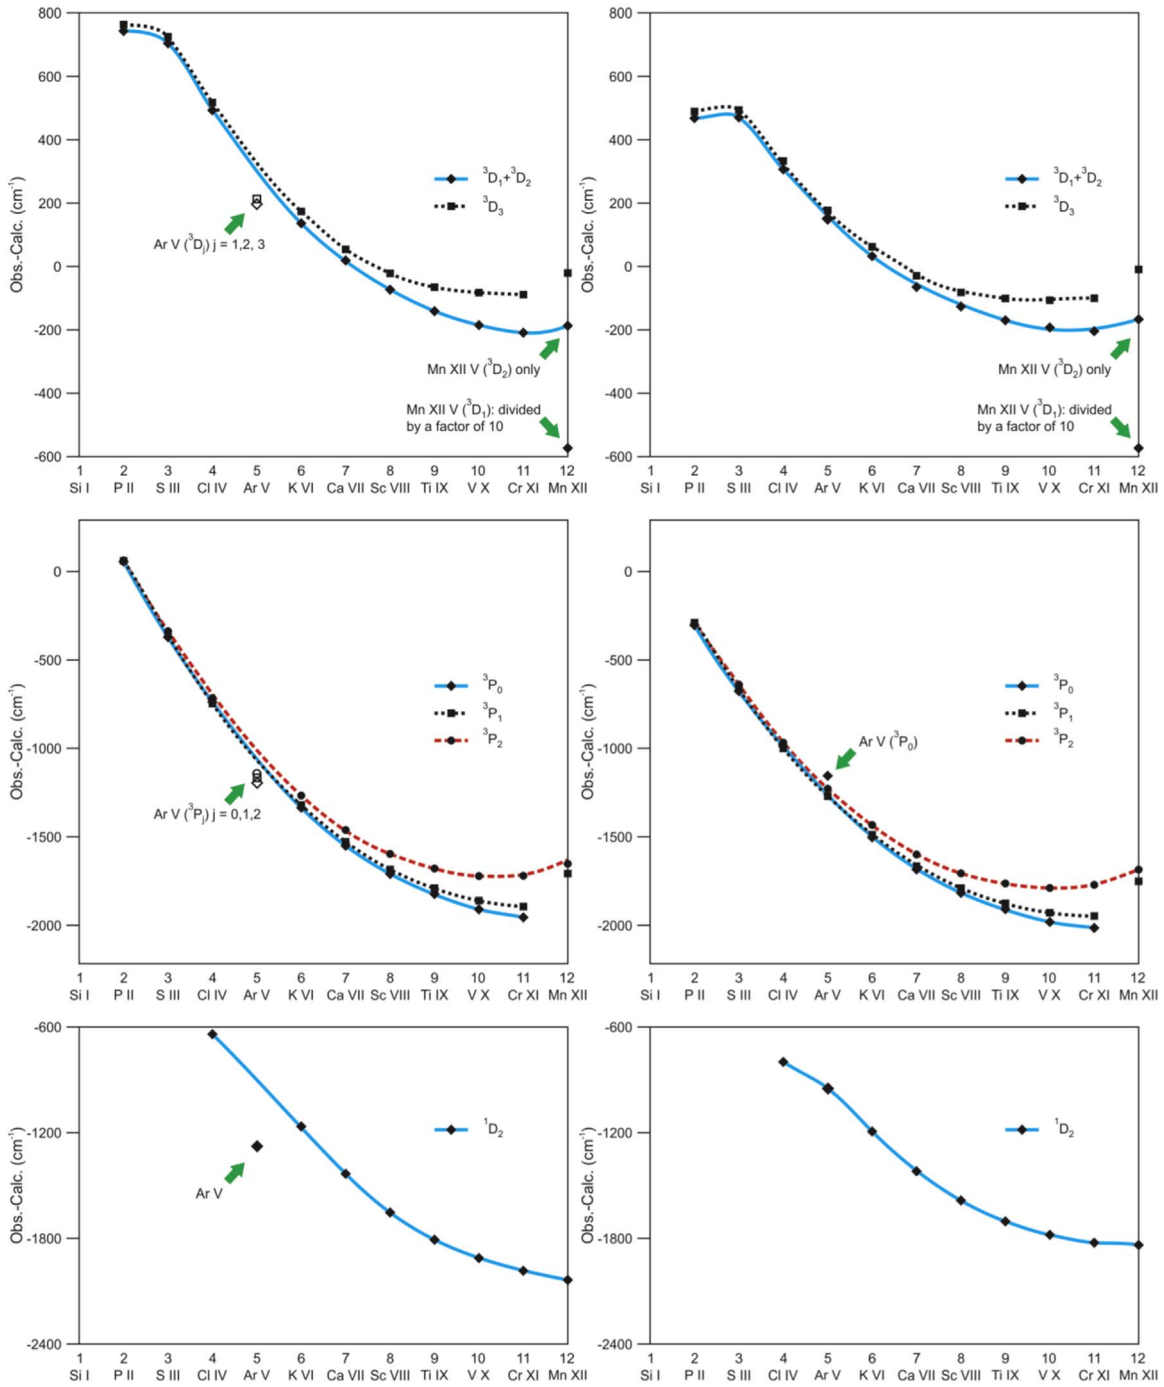 800
600
400
200
0
-200
-400
-600
Obs.-Calc. (cm⁻¹)
³D₁+³D₂
³D₃
Ar V (³Dⱼ) j = 1,2, 3
Mn XII V (³D₂) only
Mn XII V (³D₁): divided
by a factor of 10
1 2 3 4 5 6 7 8 9 10 11 12
Si I P II S III Cl IV Ar V K VI Ca VII Sc VIII Ti IX V X Cr XI Mn XII
800
600
400
200
0
-200
-400
-600
Obs.-Calc. (cm⁻¹)
³D₁+³D₂
³D₃
Mn XII V (³D₂) only
Mn XII V (³D₁): divided
by a factor of 10
1 2 3 4 5 6 7 8 9 10 11 12
Si I P II S III Cl IV Ar V K VI Ca VII Sc VIII Ti IX V X Cr XI Mn XII
0
-500
-1000
-1500
-2000
Obs.-Calc. (cm⁻¹)
³P₀
³P₁
³P₂
Ar V (³Pⱼ) j = 0,1,2
1 2 3 4 5 6 7 8 9 10 11 12
Si I P II S III Cl IV Ar V K VI Ca VII Sc VIII Ti IX V X Cr XI Mn XII
0
-500
-1000
-1500
-2000
Obs.-Calc. (cm⁻¹)
³P₀
³P₁
³P₂
Ar V (³P₀)
1 2 3 4 5 6 7 8 9 10 11 12
Si I P II S III Cl IV Ar V K VI Ca VII Sc VIII Ti IX V X Cr XI Mn XII
-600
-1200
-1800
-2400
Obs.-Calc. (cm⁻¹)
¹D₂
Ar V
1 2 3 4 5 6 7 8 9 10 11 12
Si I P II S III Cl IV Ar V K VI Ca VII Sc VIII Ti IX V X Cr XI Mn XII
-600
-1200
-1800
-2400
Obs.-Calc. (cm⁻¹)
¹D₂
1 2 3 4 5 6 7 8 9 10 11 12
Si I P II S III Cl IV Ar V K VI Ca VII Sc VIII Ti IX V X Cr XI Mn XII